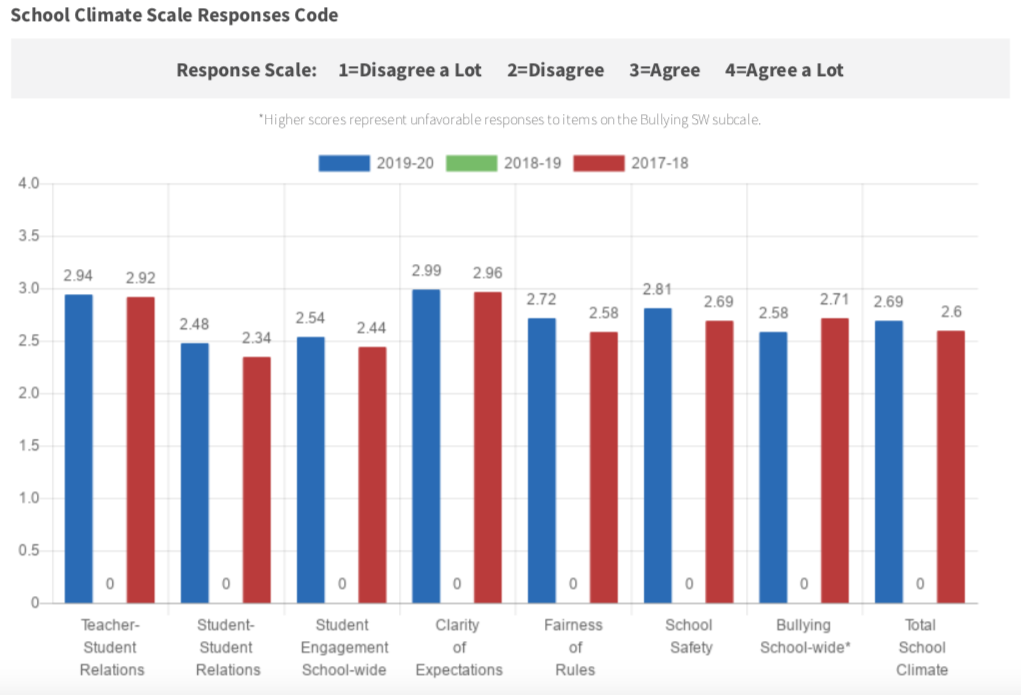 School Climate Scale Responses Code
Response Scale: 1=Disagree a Lot 2=Disagree 3=Agree 4=Agree a Lot
*Higher scores represent unfavorable responses to items on the Bullying SW subcale.
2019-20 2018-19 2017-18
4.0
3.5
3.0
2.5
2.0
1.5
1.0
0.5
0
2.94 0 2.92
2.48 0 2.34
2.54 0 2.44
2.99 0 2.96
2.72 0 2.58
2.81 0 2.69
2.58 0 2.71
2.69 0 2.6
Teacher-
Student
Relations
Student-
Student
Relations
Student
Engagement
School-wide
Clarity
of
Expectations
Fairness
of
Rules
School
Safety
Bullying
School-wide*
Total
School
Climate